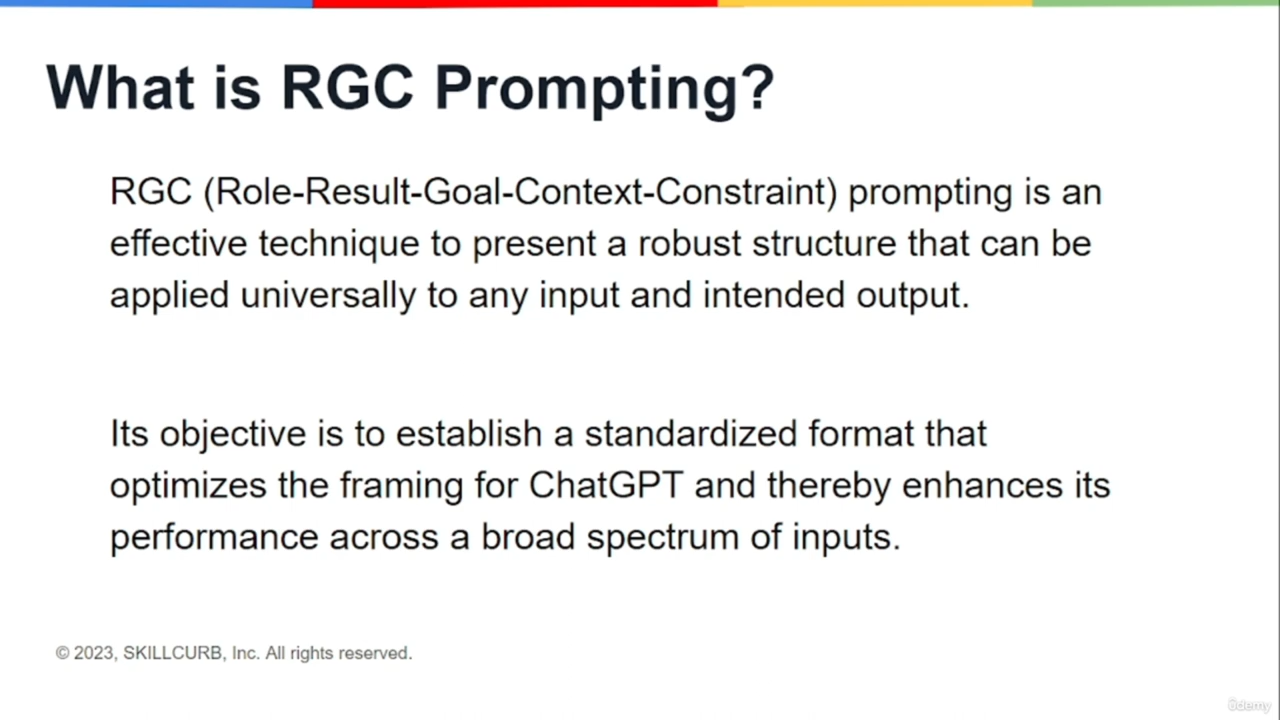 What is RGC Prompting?
RGC (Role-Result-Goal-Context-Constraint) prompting is an
effective technique to present a robust structure that can be
applied universally to any input and intended output.
Its objective is to establish a standardized format that
optimizes the framing for ChatGPT and thereby enhances its
performance across a broad spectrum of inputs.
© 2023, SKILLCURB, Inc. All rights reserved.
ûdemy